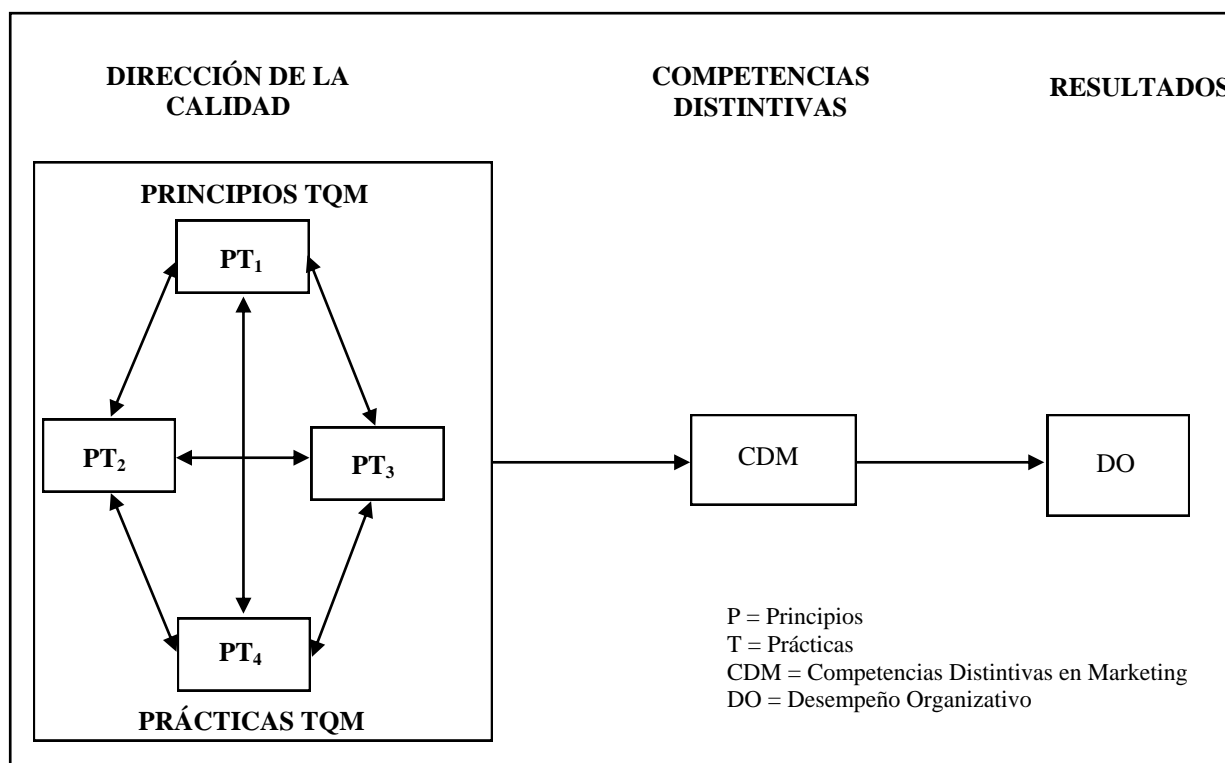 DIRECCIÓN DE LA
CALIDAD
COMPETENCIAS
DISTINTIVAS
RESULTADOS
PRINCIPIOS TQM
PT₁
PT₂
PT₃
PT₄
PRÁCTICAS TQM
CDM
DO
P = Principios
T = Prácticas
CDM = Competencias Distintivas en Marketing
DO = Desempeño Organizativo